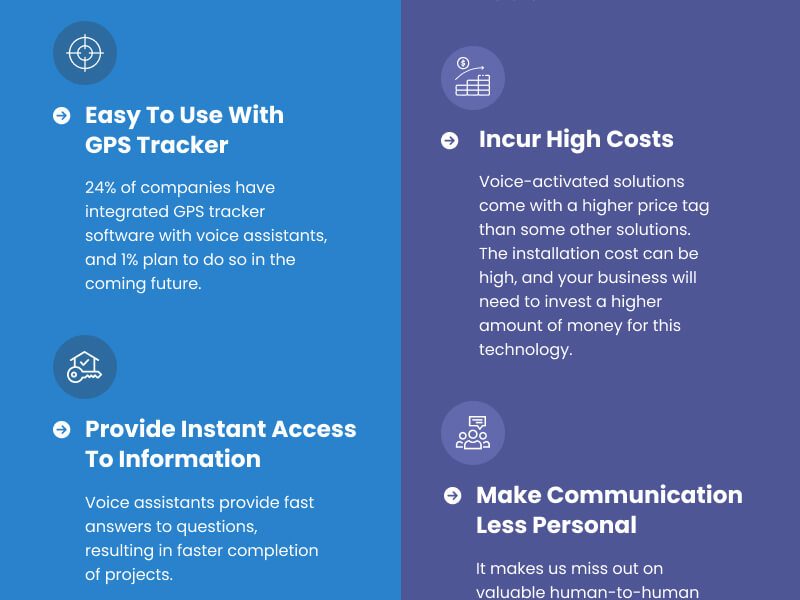 Easy To Use With
GPS Tracker
24% of companies have
integrated GPS tracker
software with voice assistants,
and 1% plan to do so in the
coming future.
Provide Instant Access
To Information
Voice assistants provide fast
answers to questions,
resulting in faster completion
of projects.
$
Incur High Costs
Voice-activated solutions
come with a higher price tag
than some other solutions.
The installation cost can be
high, and your business will
need to invest a higher
amount of money for this
technology.
Make Communication
Less Personal
It makes us miss out on
valuable human-to-human